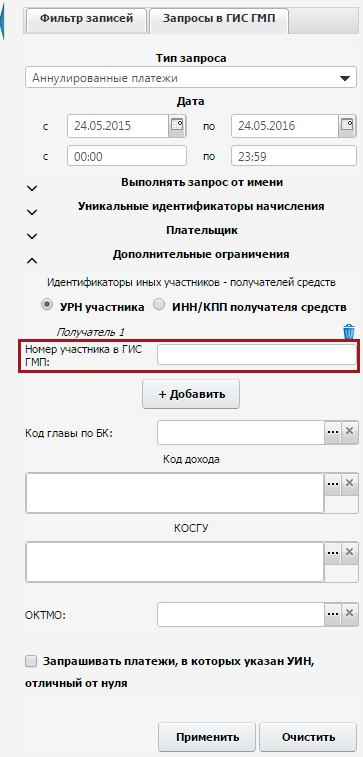 Фильтр записей Запросы в ГИС ГМП
Тип запроса
Аннулированные платежи
Дата
с 24.05.2015 по 24.05.2016
с 00:00 по 23:59
Выполнять запрос от имени
Уникальные идентификаторы начисления
Плательщик
Дополнительные ограничения
Идентификаторы иных участников - получателей средств
УРН участника ИНН/КПП получателя средств
Получатель 1
Номер участника в ГИС
ГМП:
+ Добавить
Код главы по БК: ... ×
Код дохода
... ×
КОСГУ
... ×
ОКТМО: ... ×
Запрашивать платежи, в которых указан УИН,
отличный от нуля
Применить Очистить